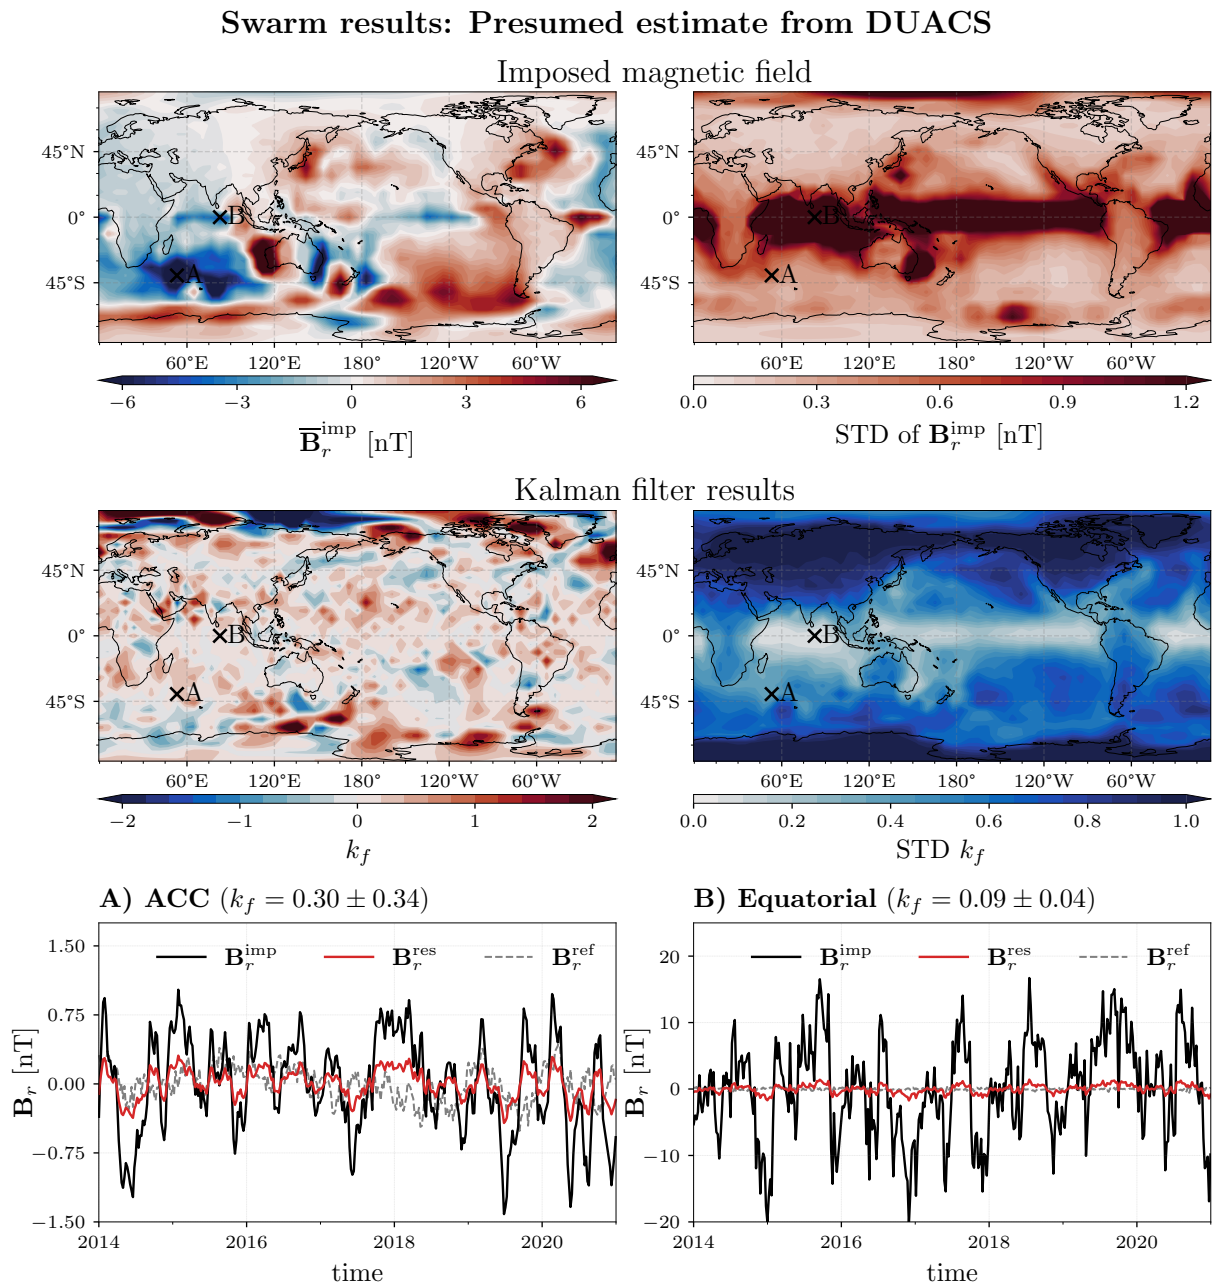 Swarm results: Presumed estimate from DUACS
Imposed magnetic field
45°N
0°
45°S
A
B
60°E 120°E 180° 120°W 60°W
−6 −3 0 3 6
B̅_r^imp [nT]
A
B
60°E 120°E 180° 120°W 60°W
0.0 0.3 0.6 0.9 1.2
STD of B_r^imp [nT]
Kalman filter results
45°N
0°
45°S
A
B
60°E 120°E 180° 120°W 60°W
−2 −1 0 1 2
k_f
A
B
60°E 120°E 180° 120°W 60°W
0.0 0.2 0.4 0.6 0.8 1.0
STD k_f
A) ACC (k_f = 0.30 ± 0.34)
B_r^imp B_r^res B_r^ref
B_r [nT]
1.50
0.75
0.00
−0.75
−1.50
2014 2016 2018 2020
time
B) Equatorial (k_f = 0.09 ± 0.04)
B_r^imp B_r^res B_r^ref
B_r [nT]
20
10
0
−10
−20
2014 2016 2018 2020
time